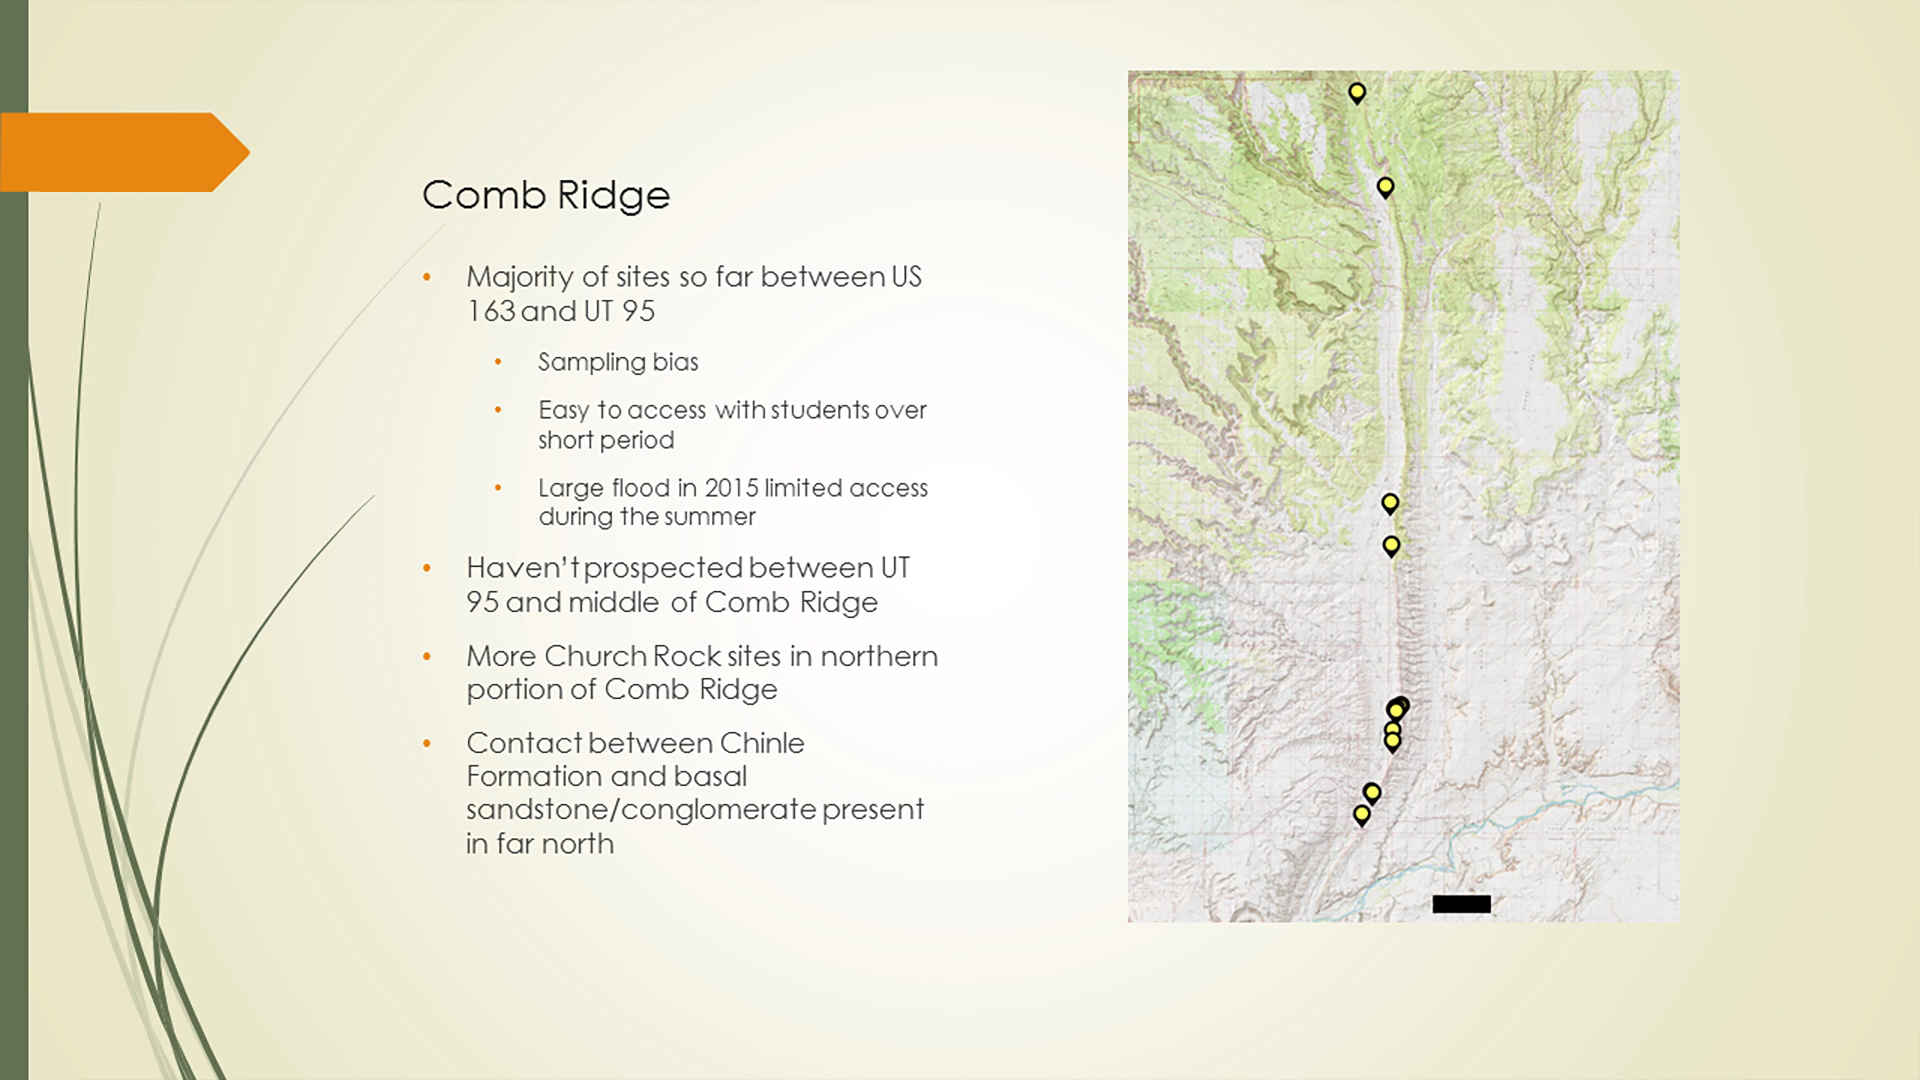 Comb Ridge
• Majority of sites so far between US
163 and UT 95
• Sampling bias
• Easy to access with students over
short period
• Large flood in 2015 limited access
during the summer
• Haven't prospected between UT
95 and middle of Comb Ridge
• More Church Rock sites in northern
portion of Comb Ridge
• Contact between Chinle
Formation and basal
sandstone/conglomerate present
in far north